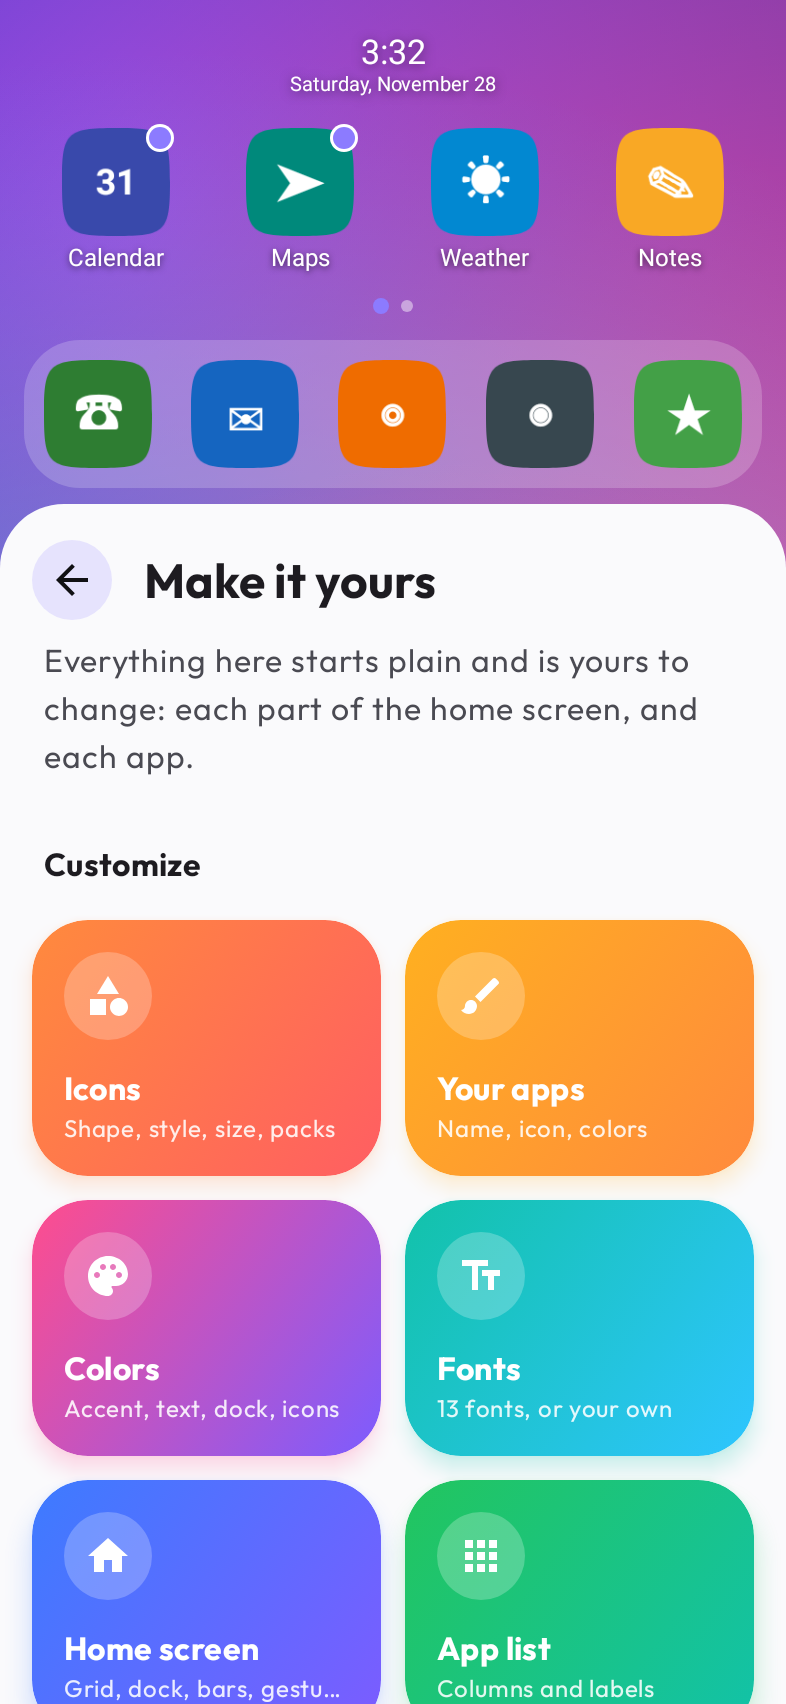 3:32
Saturday, November 28
31
Calendar
Maps
Weather
Notes
Make it yours
Everything here starts plain and is yours to
change: each part of the home screen, and
each app.
Customize
Icons
Shape, style, size, packs
Your apps
Name, icon, colors
Colors
Accent, text, dock, icons
Fonts
13 fonts, or your own
Home screen
Grid, dock, bars, gestu...
App list
Columns and labels